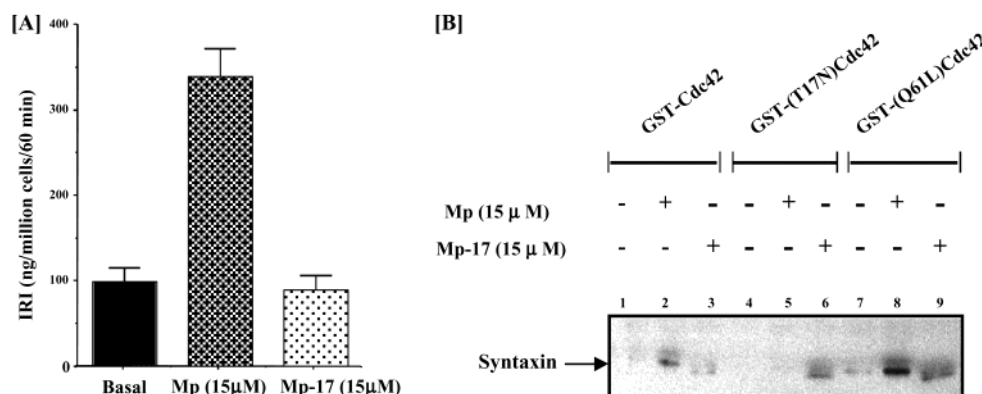 [A]
IRI (ng/million cells/60 min)
400
300
200
100
0
Basal Mp (15μM) Mp-17 (15μM)
[B]
GST-Cdc42 GST-(T17N)Cdc42 GST-(Q61L)Cdc42
Mp (15 μ M) - + - - + - - + -
Mp-17 (15 μ M) - - + - - + - - +
1 2 3 4 5 6 7 8 9
Syntaxin